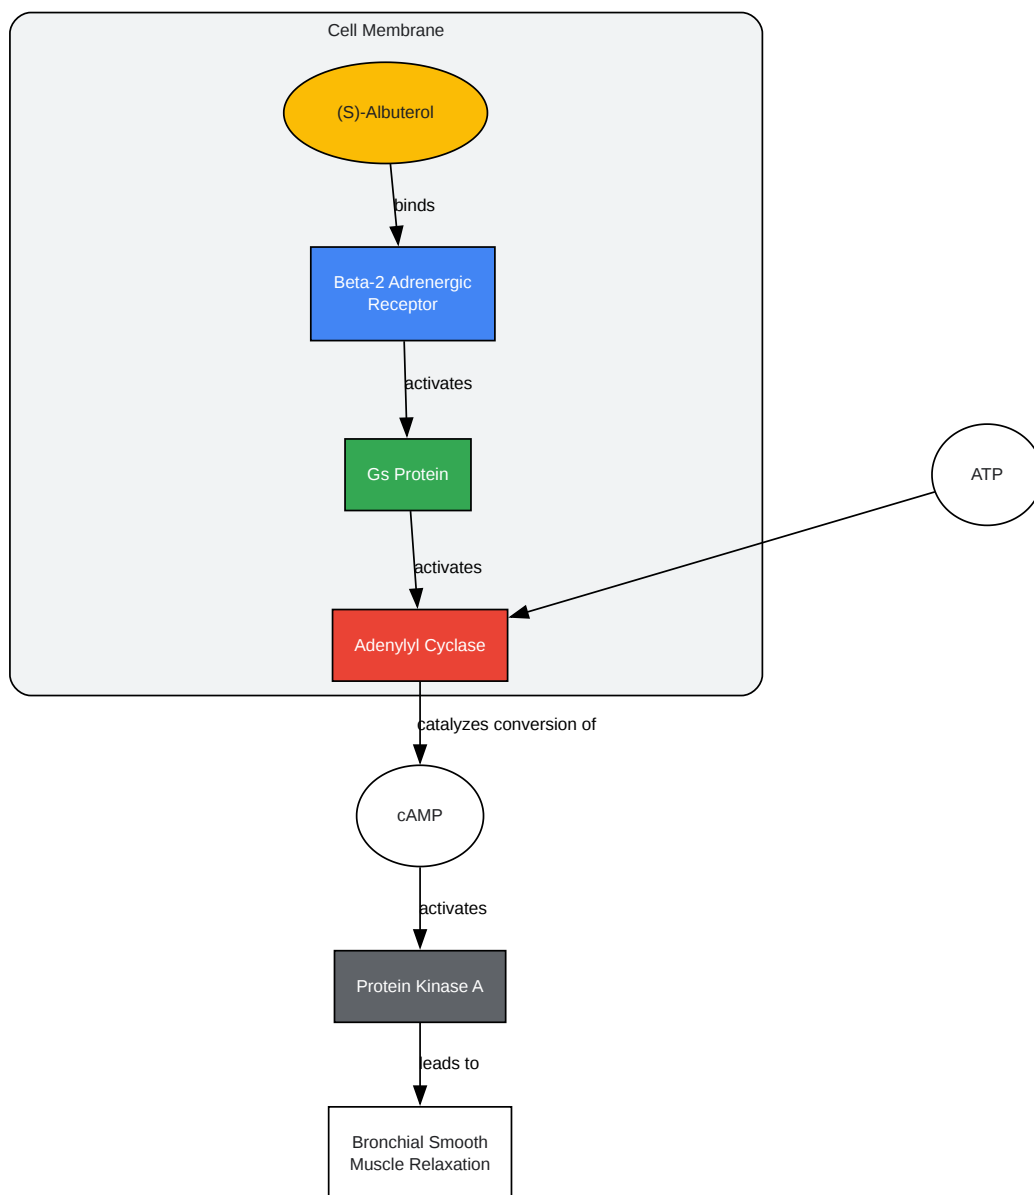 Cell Membrane
(S)-Albuterol
binds
Beta-2 Adrenergic
Receptor
activates
Gs Protein
ATP
activates
Adenylyl Cyclase
catalyzes conversion of
cAMP
activates
Protein Kinase A
leads to
Bronchial Smooth
Muscle Relaxation